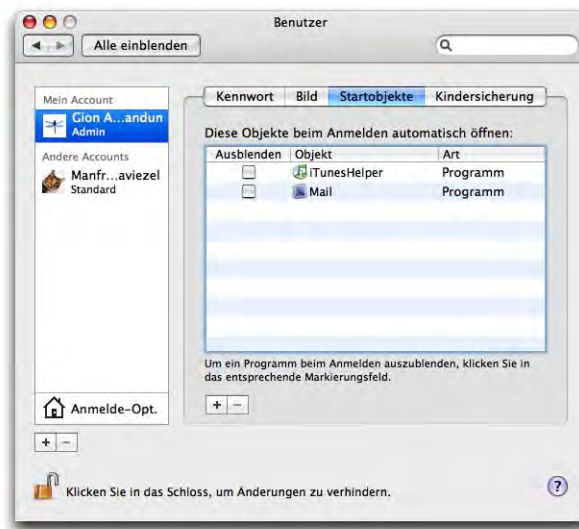 Benutzer
Alle einblenden
Mein Account
Gion A...andun
Admin
Andere Accounts
Manfr...aviezel
Standard
Anmelde-Opt.
Kennwort Bild Startobjekte Kindersicherung
Diese Objekte beim Anmelden automatisch öffnen:
Ausblenden Objekt Art
iTunesHelper Programm
Mail Programm
Um ein Programm beim Anmelden auszublenden, klicken Sie in
das entsprechende Markierungsfeld.
+ −
+ −
Klicken Sie in das Schloss, um Änderungen zu verhindern.
?